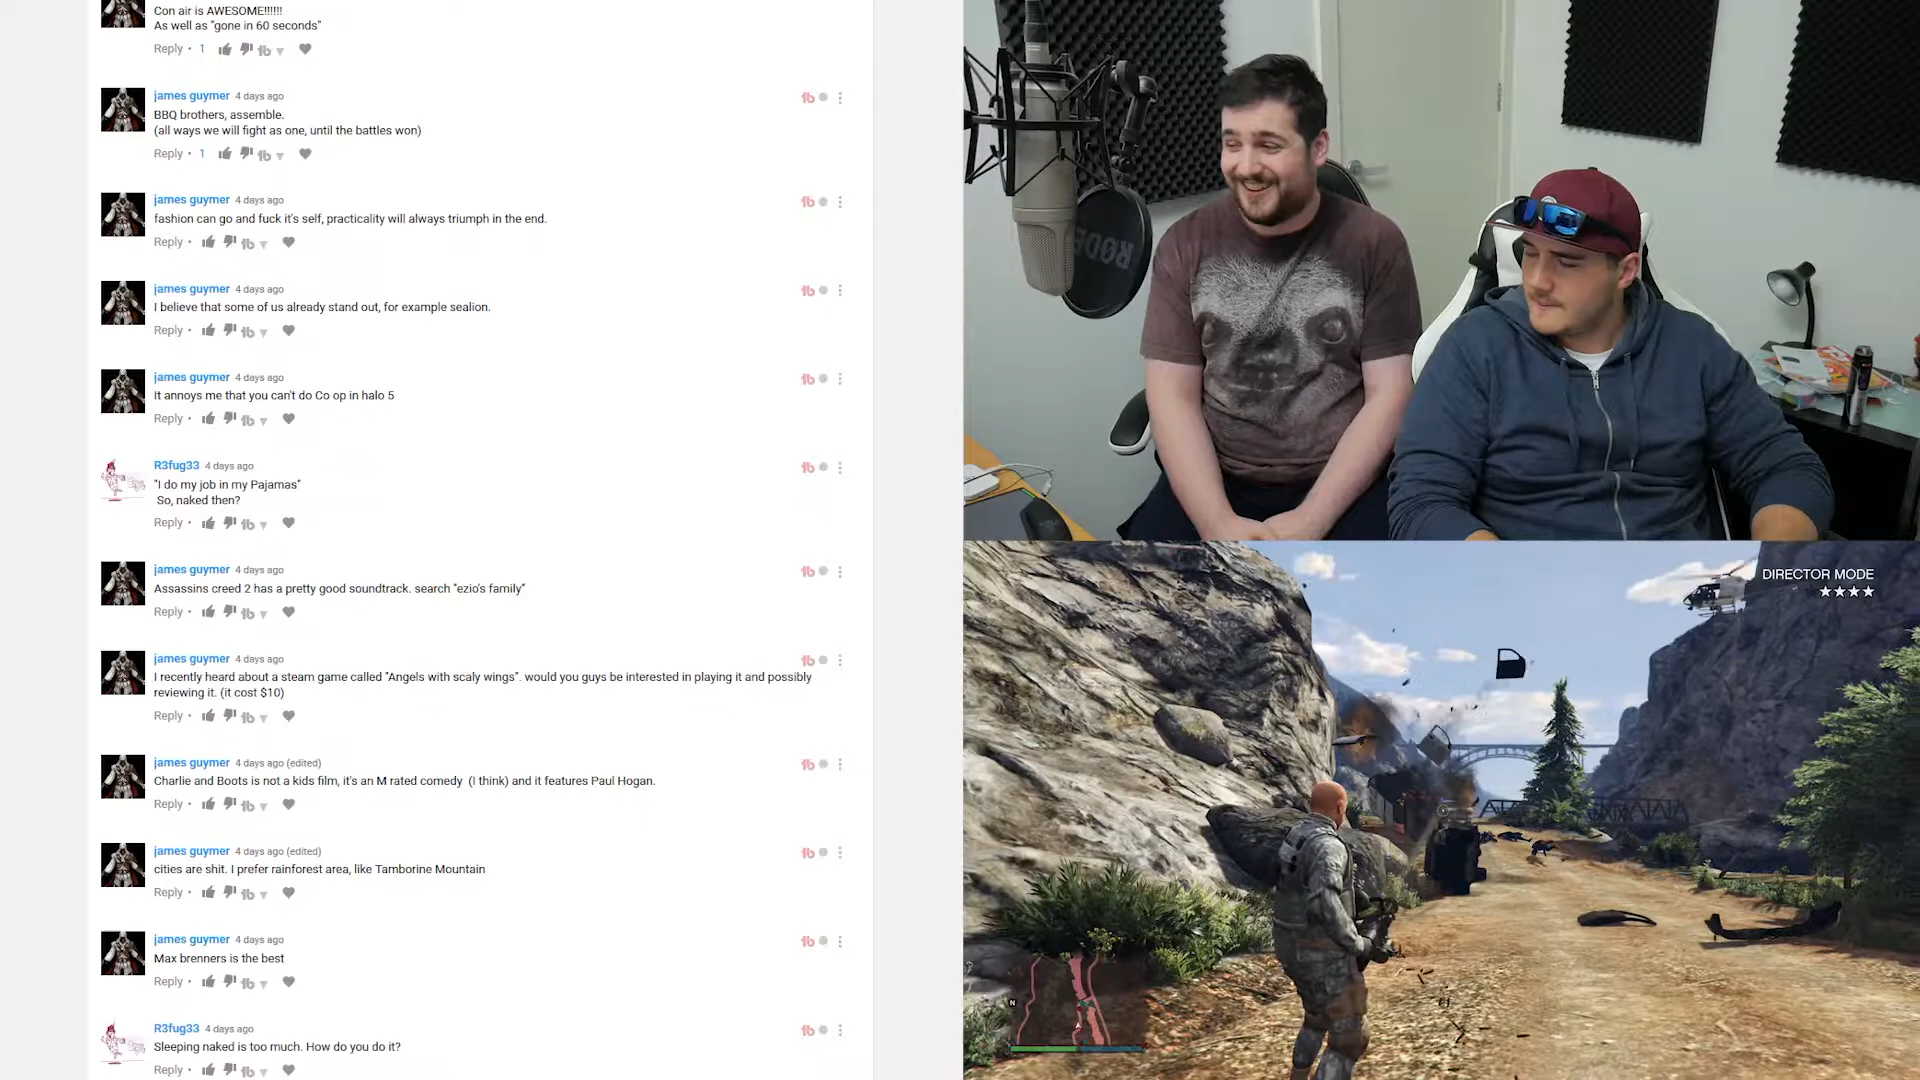 Con air is AWESOME!!!!!!
As well as "gone in 60 seconds"
Reply • 1
james guymer 4 days ago
BBQ brothers, assemble.
(all ways we will fight as one, until the battles won)
Reply • 1
james guymer 4 days ago
fashion can go and fuck it's self, practicality will always triumph in the end.
Reply •
james guymer 4 days ago
I believe that some of us already stand out, for example sealion.
Reply •
james guymer 4 days ago
It annoys me that you can't do Co op in halo 5
Reply •
R3fug33 4 days ago
"I do my job in my Pajamas"
So, naked then?
Reply •
james guymer 4 days ago
Assassins creed 2 has a pretty good soundtrack. search "ezio's family"
Reply •
james guymer 4 days ago
I recently heard about a steam game called "Angels with scaly wings". would you guys be interested in playing it and possibly
reviewing it. (it cost $10)
Reply •
james guymer 4 days ago (edited)
Charlie and Boots is not a kids film, it's an M rated comedy (I think) and it features Paul Hogan.
Reply •
james guymer 4 days ago (edited)
cities are shit. I prefer rainforest area, like Tamborine Mountain
Reply •
james guymer 4 days ago
Max brenners is the best
Reply •
R3fug33 4 days ago
Sleeping naked is too much. How do you do it?
Reply •
RØDE
DIRECTOR MODE
N